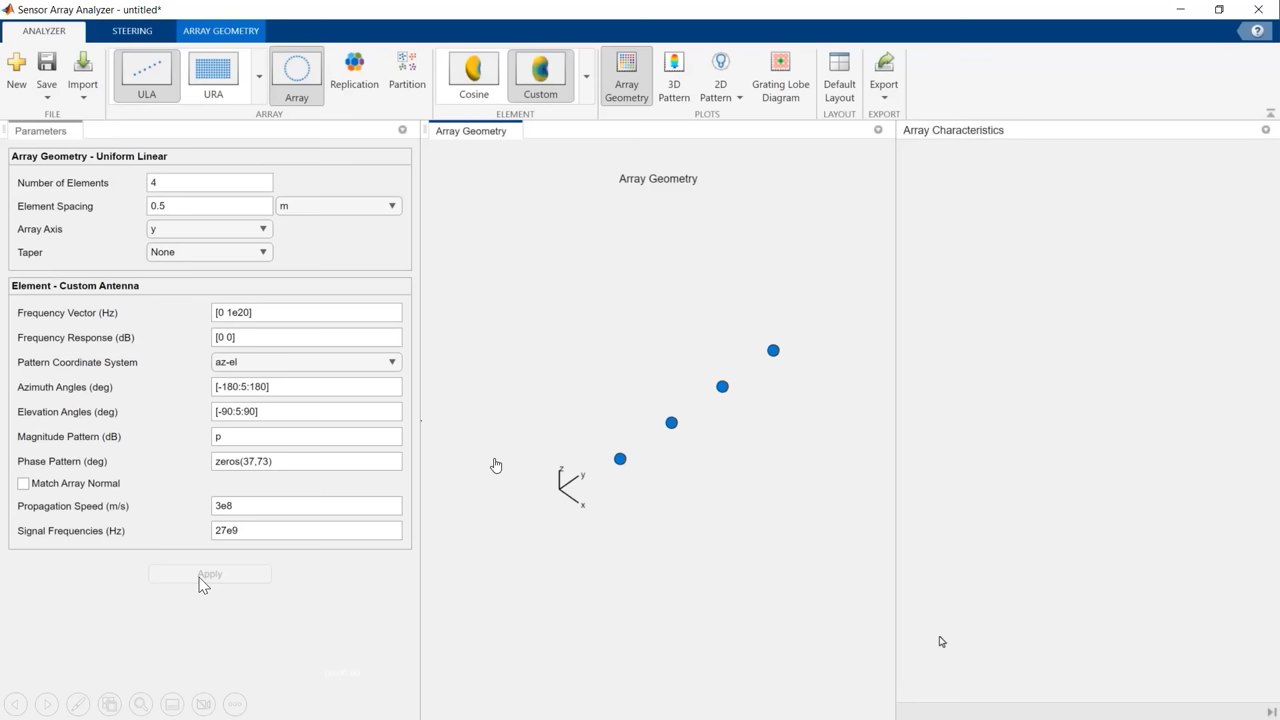 Sensor Array Analyzer - untitled*
ANALYZER
STEERING
ARRAY GEOMETRY
New
Save
Import
FILE
ULA
URA
Array
Replication
Partition
ARRAY
Cosine
Custom
ELEMENT
Array Geometry
3D Pattern
2D Pattern
Grating Lobe Diagram
PLOTS
Default Layout
LAYOUT
Export
EXPORT
Parameters
Array Geometry - Uniform Linear
Number of Elements 4
Element Spacing 0.5 m
Array Axis y
Taper None
Element - Custom Antenna
Frequency Vector (Hz) [0 1e20]
Frequency Response (dB) [0 0]
Pattern Coordinate System az-el
Azimuth Angles (deg) [-180:5:180]
Elevation Angles (deg) [-90:5:90]
Magnitude Pattern (dB) p
Phase Pattern (deg) zeros(37,73)
Match Array Normal
Propagation Speed (m/s) 3e8
Signal Frequencies (Hz) 27e9
Apply
Array Geometry
Array Geometry
z
y
x
Array Characteristics